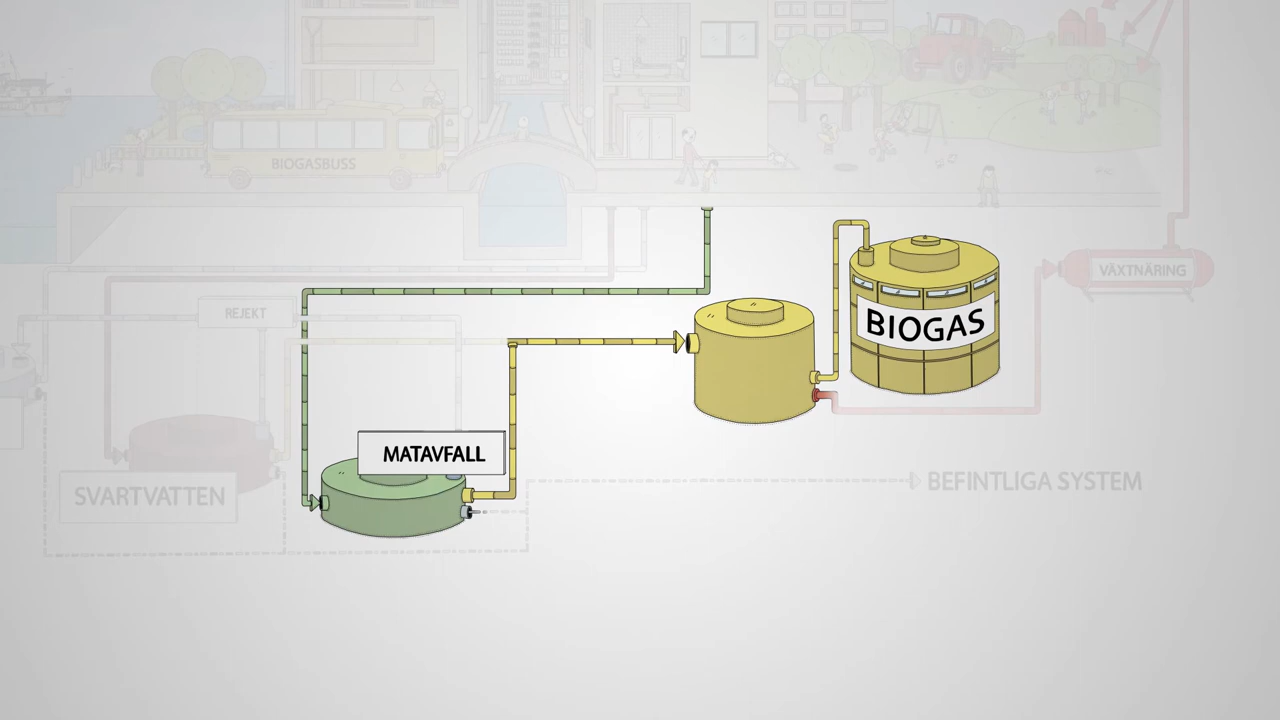 BIOGASBUSS
VÄXTNÄRING
REJEKT
BIOGAS
MATAVFALL
SVARTVATTEN
BEFINTLIGA SYSTEM